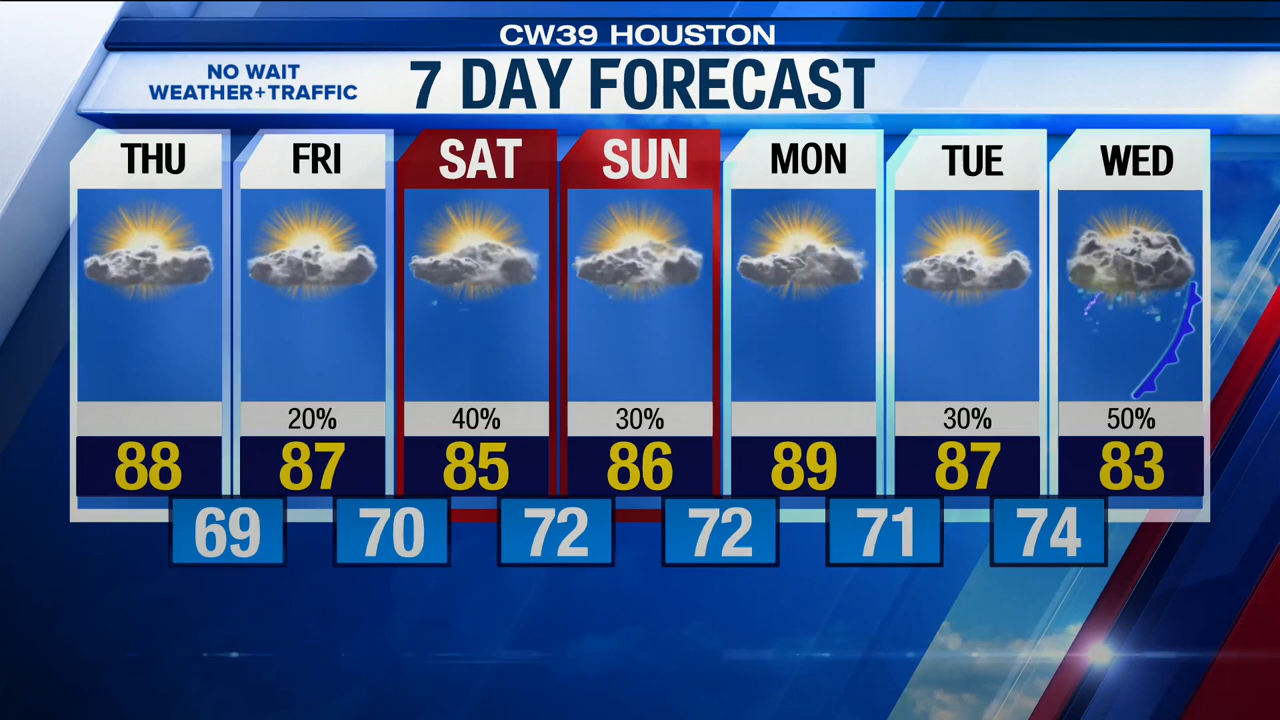 CW39 HOUSTON
NO WAIT
WEATHER+TRAFFIC
7 DAY FORECAST
THU FRI SAT SUN MON TUE WED
20% 40% 30% 30% 50%
88 87 85 86 89 87 83
69 70 72 72 71 74